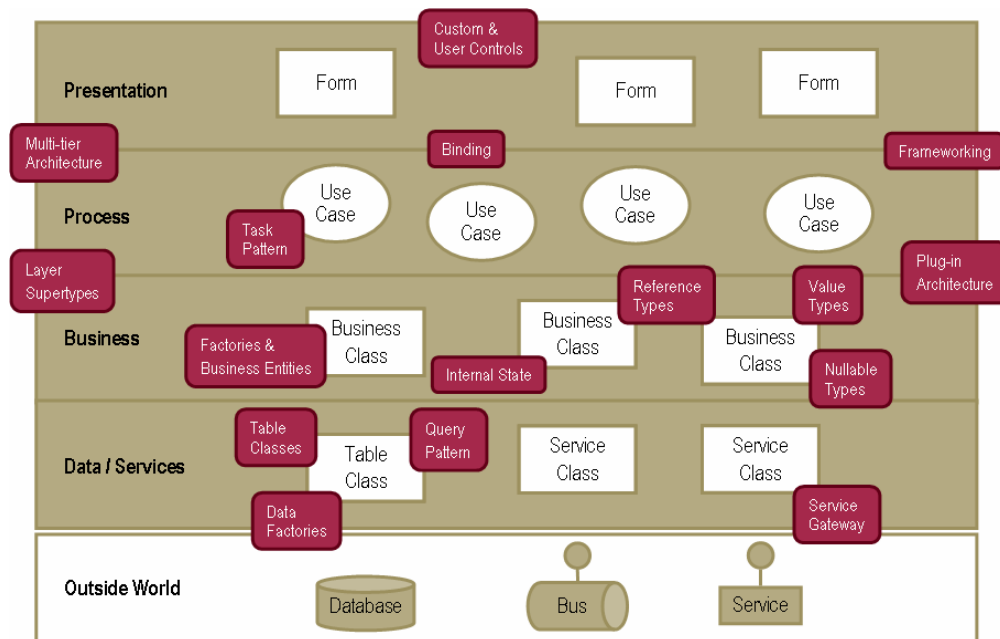 Custom &
User Controls
Form
Form
Form
Presentation
Multi-tier
Architecture
Binding
Frameworking
Use
Case
Use
Case
Use
Case
Use
Case
Process
Task
Pattern
Layer
Supertypes
Plug-in
Architecture
Reference
Types
Value
Types
Business
Class
Business
Class
Business
Class
Business
Factories &
Business Entities
Internal State
Nullable
Types
Table
Classes
Query
Pattern
Table
Class
Service
Class
Service
Class
Data / Services
Data
Factories
Service
Gateway
Outside World
Database
Bus
Service